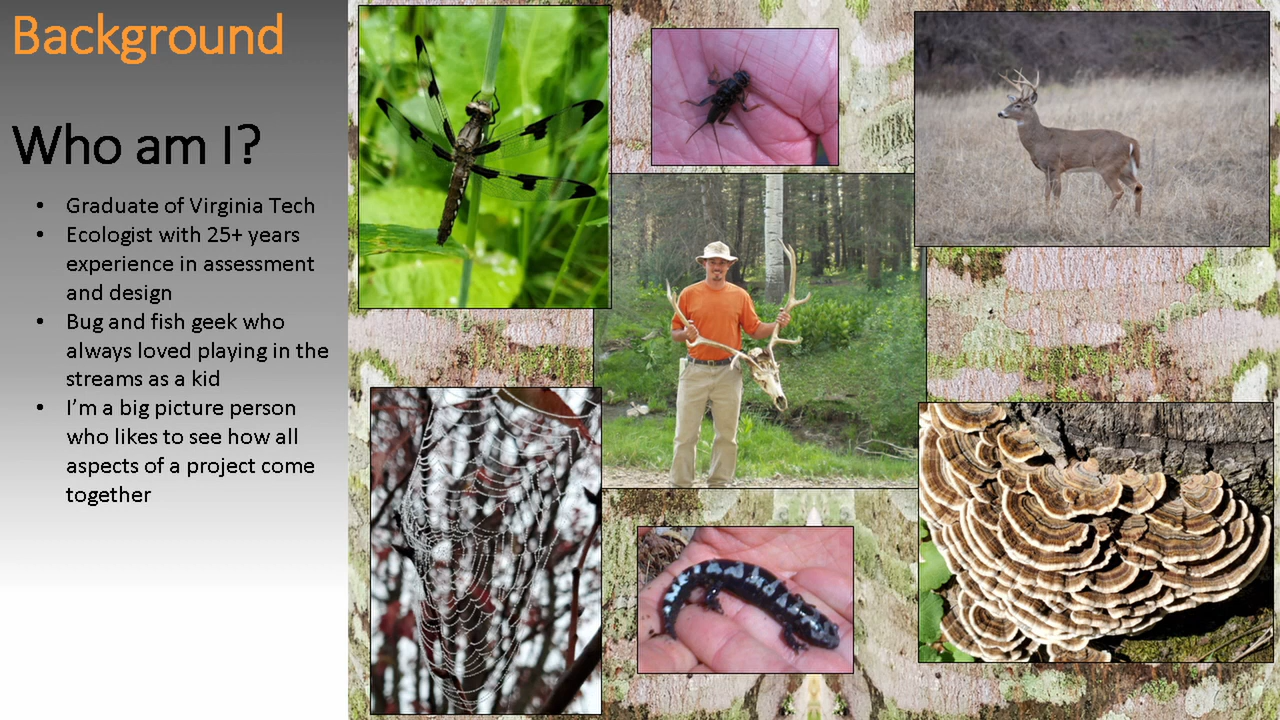 Background
Who am I?
• Graduate of Virginia Tech
• Ecologist with 25+ years
experience in assessment
and design
• Bug and fish geek who
always loved playing in the
streams as a kid
• I’m a big picture person
who likes to see how all
aspects of a project come
together